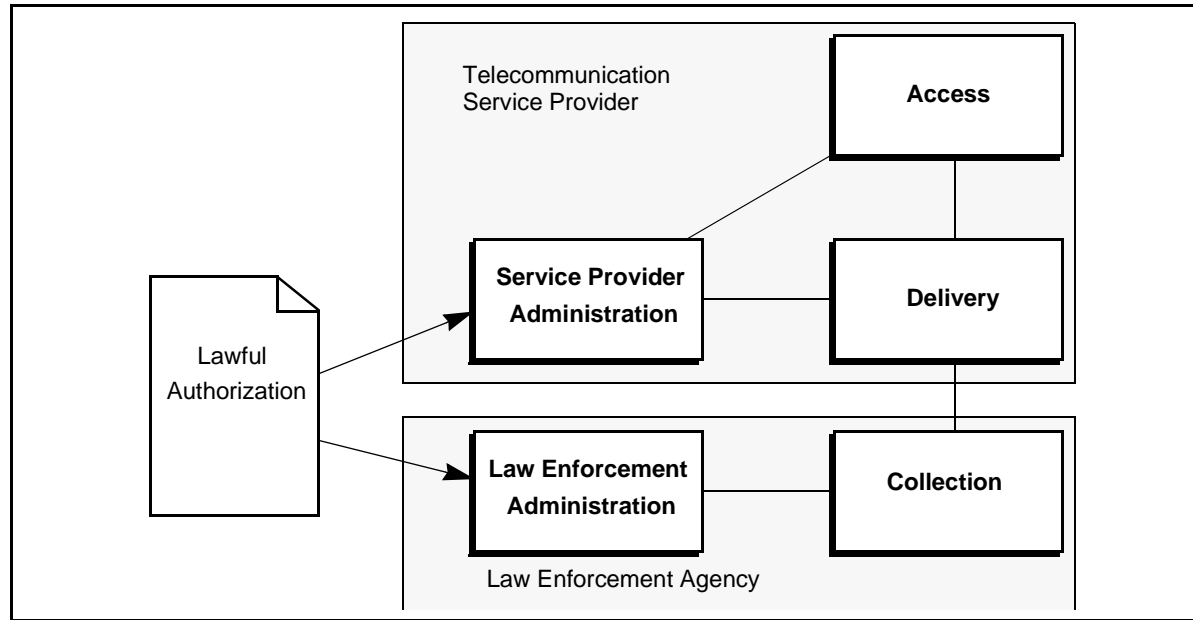 Telecommunication
Service Provider
Access
Service Provider
Administration
Delivery
Lawful
Authorization
Law Enforcement
Administration
Collection
Law Enforcement Agency